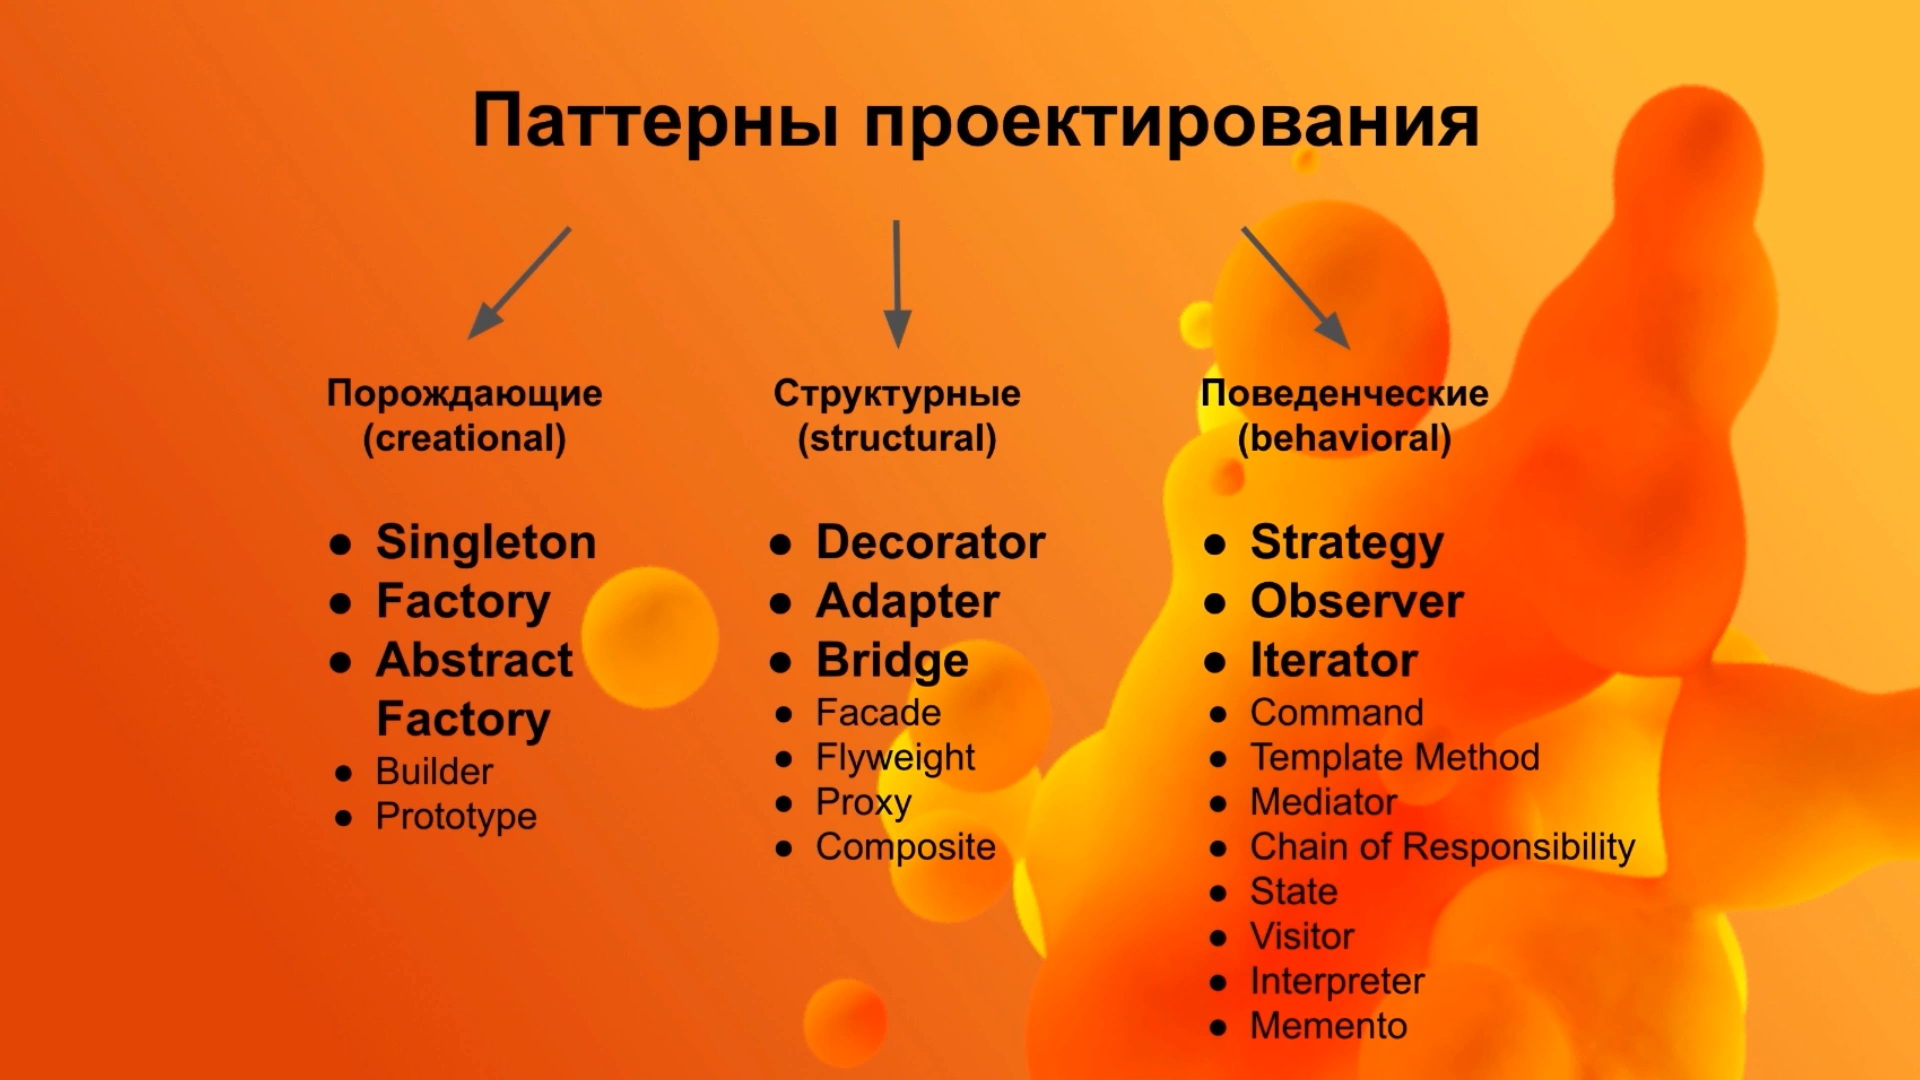 Паттерны проектирования
Порождающие
(creational)
● Singleton
● Factory
● Abstract
Factory
● Builder
● Prototype
Структурные
(structural)
● Decorator
● Adapter
● Bridge
● Facade
● Flyweight
● Proxy
● Composite
Поведенческие
(behavioral)
● Strategy
● Observer
● Iterator
● Command
● Template Method
● Mediator
● Chain of Responsibility
● State
● Visitor
● Interpreter
● Memento